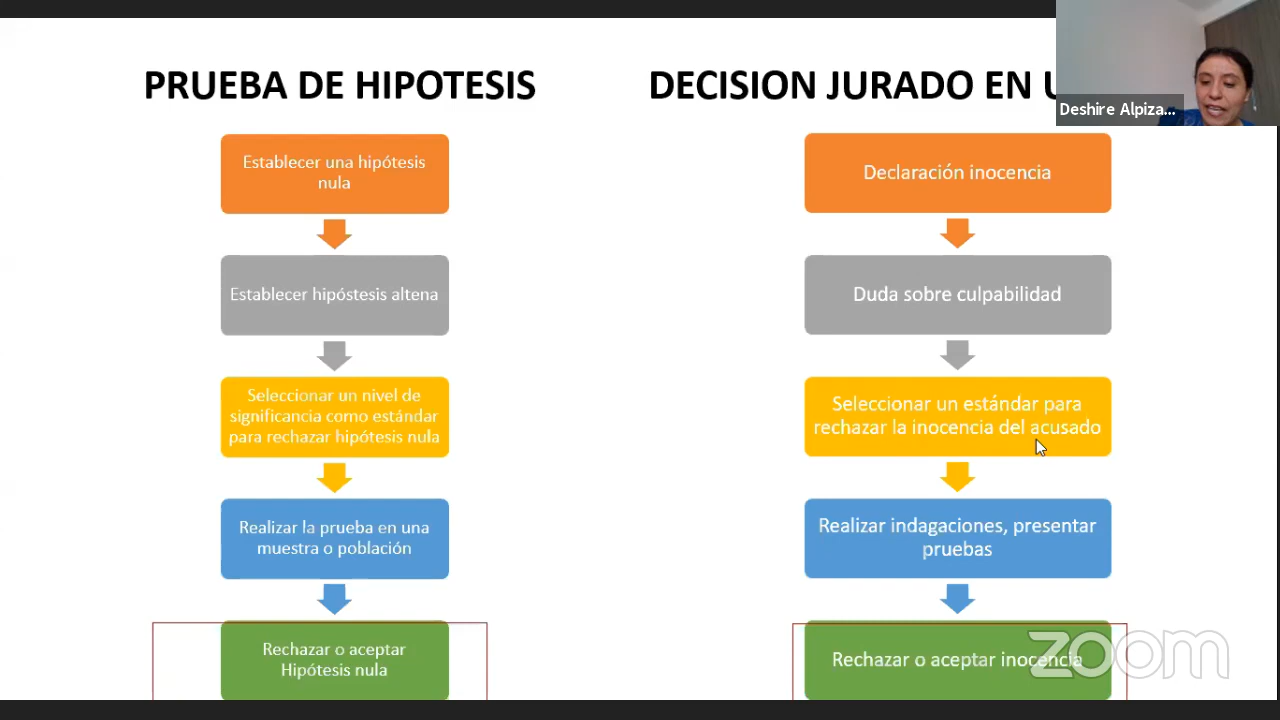 PRUEBA DE HIPOTESIS
Establecer una hipótesis
nula
Establecer hipóstesis altena
Seleccionar un nivel de
significancia como estándar
para rechazar hipótesis nula
Realizar la prueba en una
muestra o población
Rechazar o aceptar
Hipótesis nula
DECISION JURADO EN
Declaración inocencia
Duda sobre culpabilidad
Seleccionar un estándar para
rechazar la inocencia del acusado
Realizar indagaciones, presentar
pruebas
Rechazar o aceptar inocencia
Deshire Alpiza...
zoom